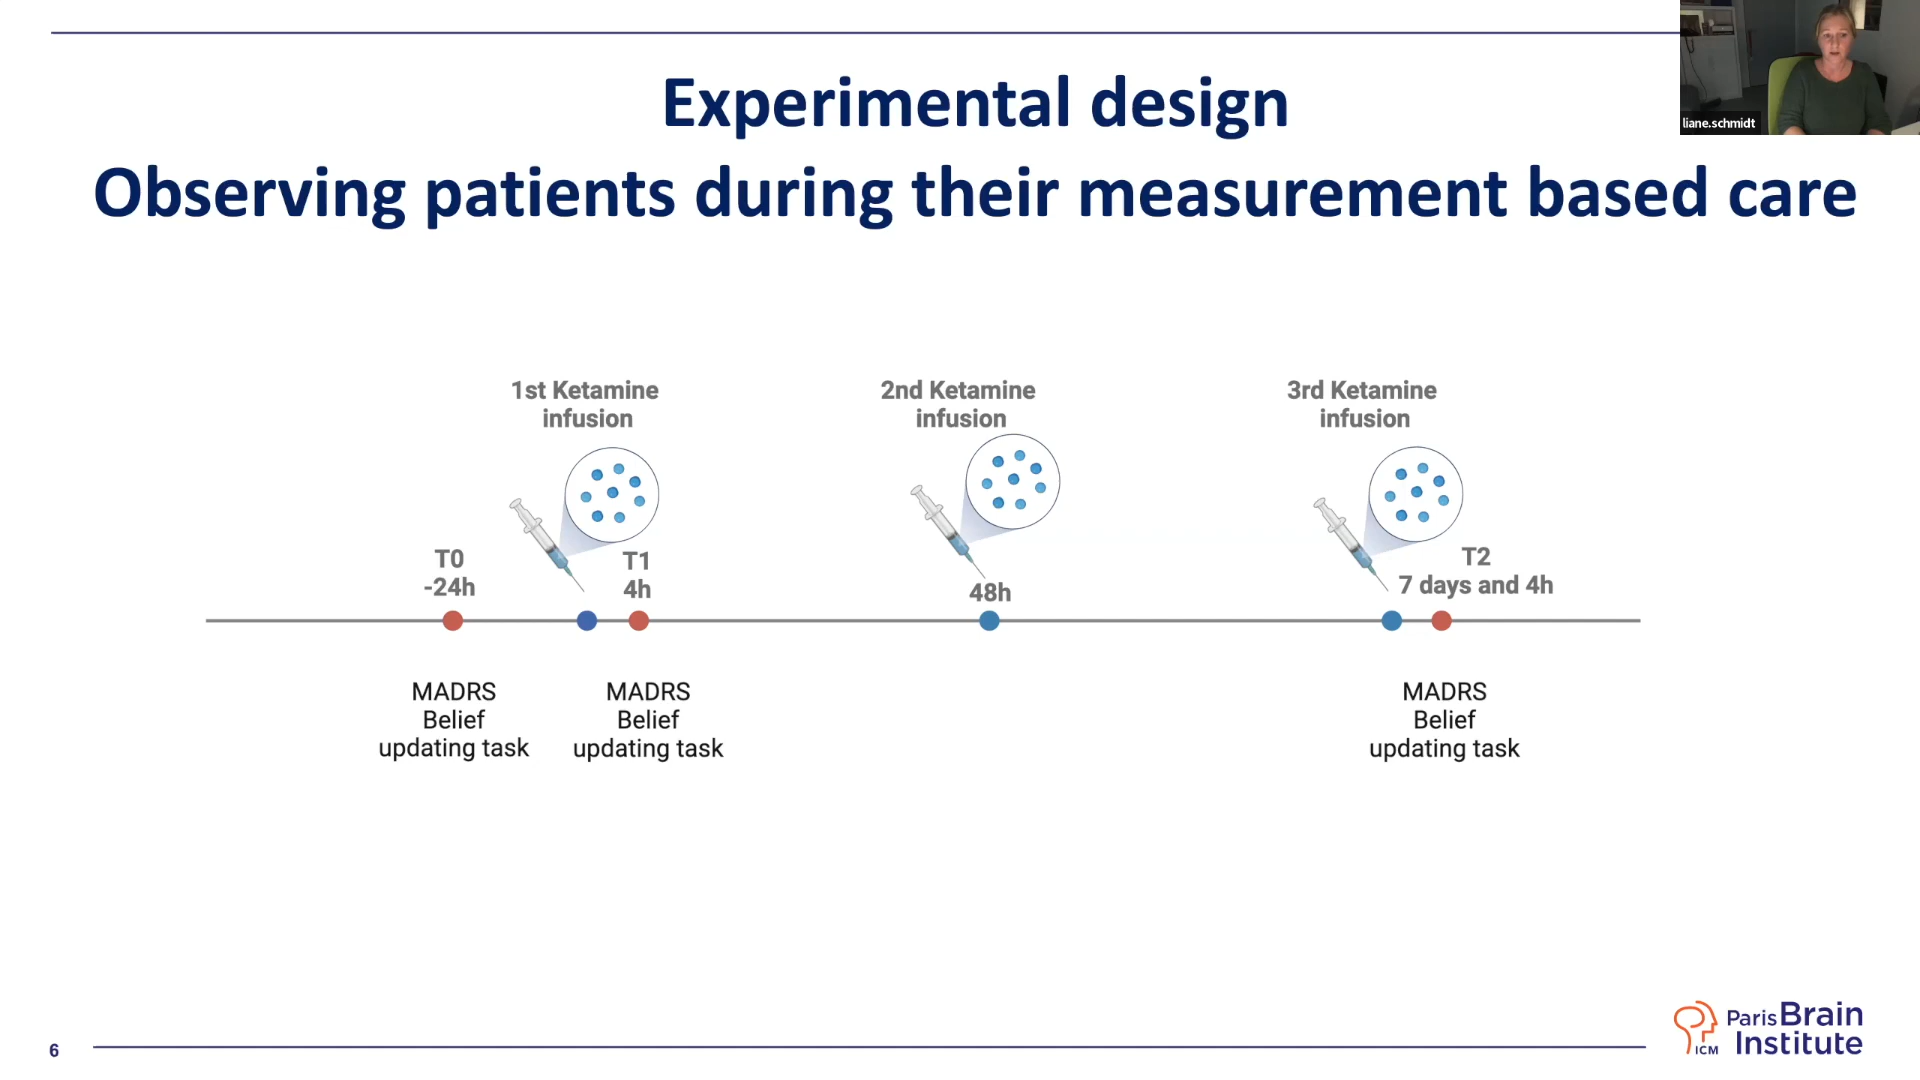 Experimental design
Observing patients during their measurement based care
liane.schmidt
1st Ketamine
infusion
2nd Ketamine
infusion
3rd Ketamine
infusion
T0
-24h
T1
4h
48h
T2
7 days and 4h
MADRS
Belief
updating task
MADRS
Belief
updating task
MADRS
Belief
updating task
6
Paris Brain
Institute
ICM